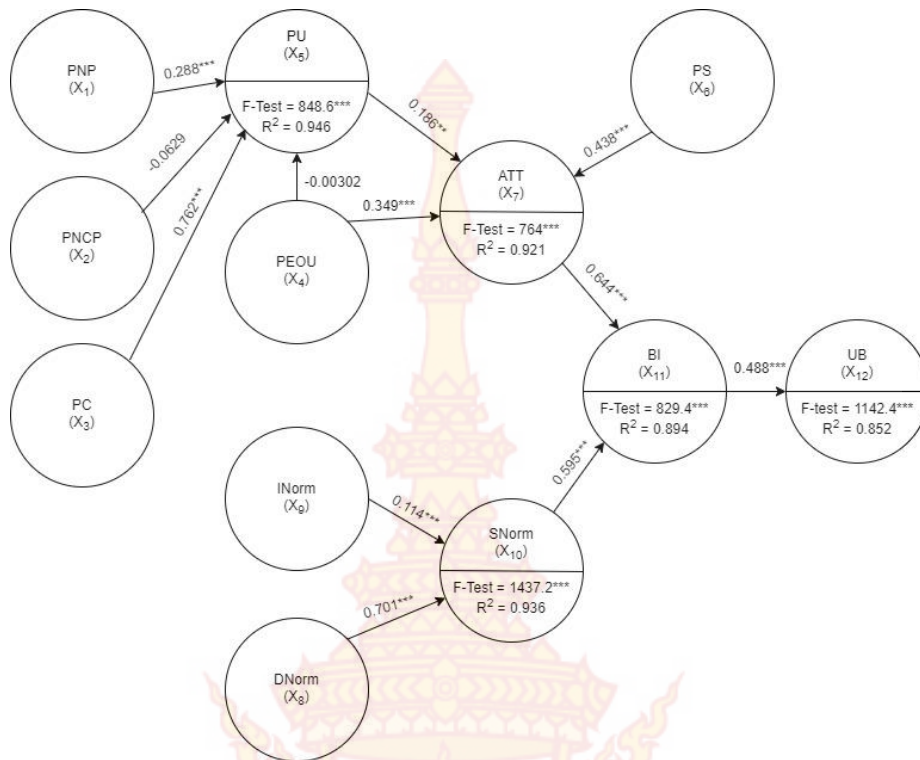 PNP
(X₁)
0.288***
PU
(X₅)
F-Test = 848.6***
R² = 0.946
PS
(X₆)
0.186**
0.438***
-0.0629
PNCP
(X₂)
0.762***
-0.00302
ATT
(X₇)
F-Test = 764***
R² = 0.921
0.349***
PEOU
(X₄)
0.644***
PC
(X₃)
BI
(X₁₁)
F-Test = 829.4***
R² = 0.894
0.488***
UB
(X₁₂)
F-test = 1142.4***
R² = 0.852
0.595***
INorm
(X₉)
0.114***
SNorm
(X₁₀)
F-Test = 1437.2***
R² = 0.936
0.701***
DNorm
(X₈)